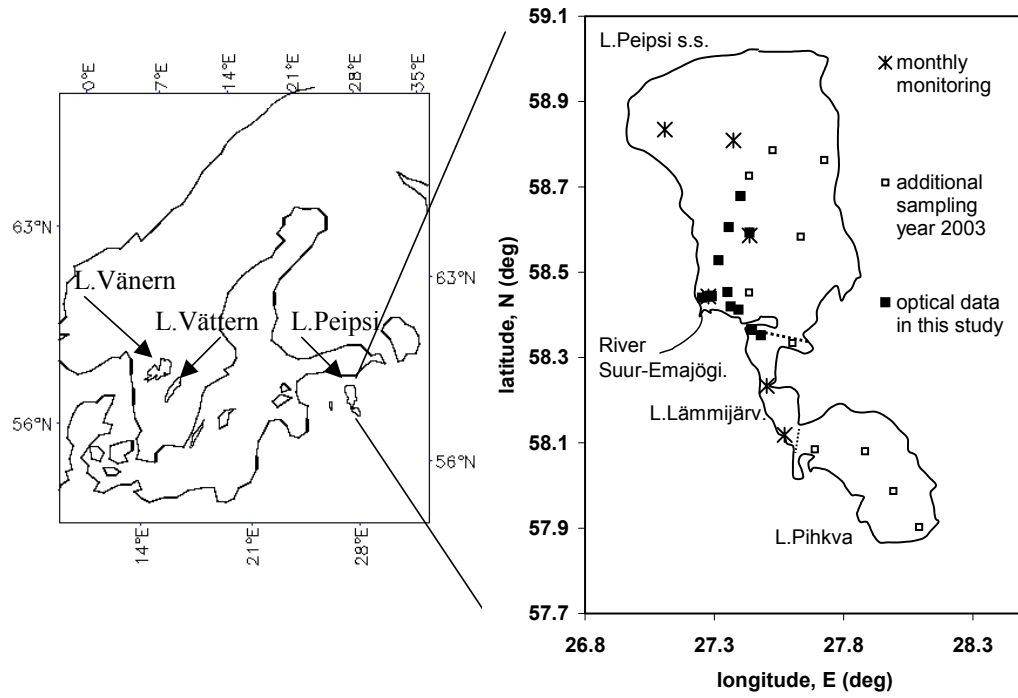 0°E
7°E
14°E
21°E
28°E
35°E
63°N
56°N
63°N
56°N
14°E
21°E
28°E
L.Vänern
L.Vättern
L.Peipsi
59.1
58.9
58.7
58.5
58.3
58.1
57.9
57.7
latitude, N (deg)
26.8
27.3
27.8
28.3
longitude, E (deg)
L.Peipsi s.s.
River
Suur-Emajõgi.
L.Lämmijärv.
L.Pihkva
monthly
monitoring
additional
sampling
year 2003
optical data
in this study